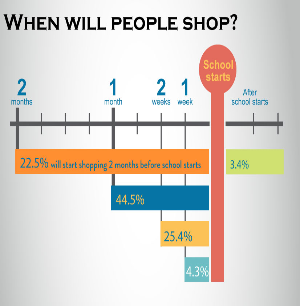 WHEN WILL PEOPLE SHOP?
School
starts
2
months
1
month
2
weeks
1
week
After
school starts
22.5% will start shopping 2 months before school starts
3.4%
44.5%
25.4%
4.3%